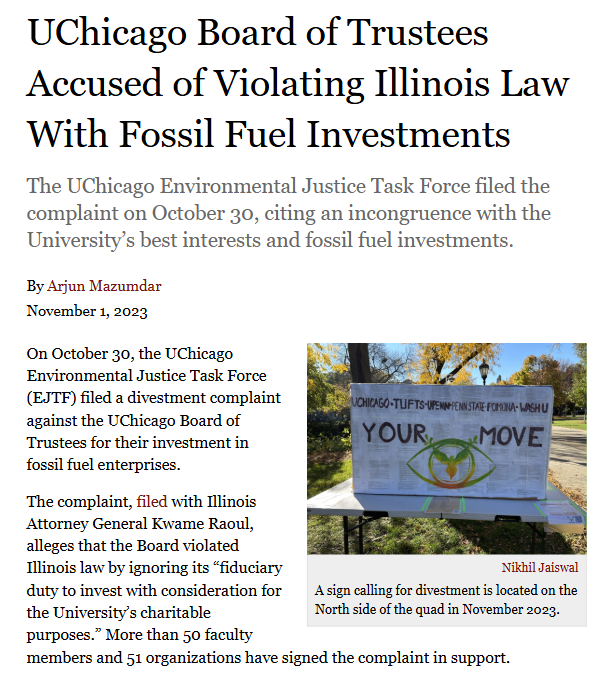 UChicago Board of Trustees
Accused of Violating Illinois Law
With Fossil Fuel Investments
The UChicago Environmental Justice Task Force filed the
complaint on October 30, citing an incongruence with the
University’s best interests and fossil fuel investments.
By Arjun Mazumdar
November 1, 2023
On October 30, the UChicago
Environmental Justice Task Force
(EJTF) filed a divestment complaint
against the UChicago Board of
Trustees for their investment in
fossil fuel enterprises.
The complaint, filed with Illinois
Attorney General Kwame Raoul,
alleges that the Board violated
Illinois law by ignoring its “fiduciary
duty to invest with consideration for
the University’s charitable
purposes.” More than 50 faculty
members and 51 organizations have signed the complaint in support.
UCHICAGO·TUFTS·UPENN·PENN STATE·POMONA·WASH U
YOUR MOVE
Nikhil Jaiswal
A sign calling for divestment is located on the
North side of the quad in November 2023.